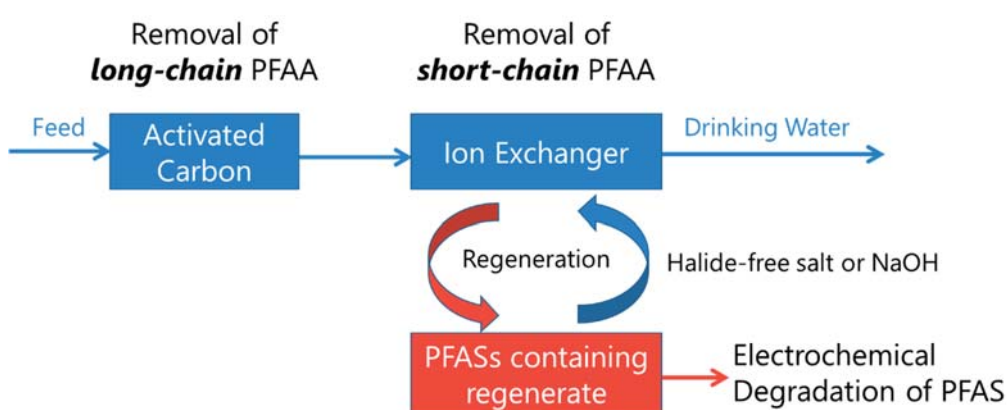 Removal of
long-chain PFAA
Removal of
short-chain PFAA
Feed
Activated
Carbon
Ion Exchanger
Drinking Water
Regeneration
Halide-free salt or NaOH
PFASs containing
regenerate
Electrochemical
Degradation of PFAS